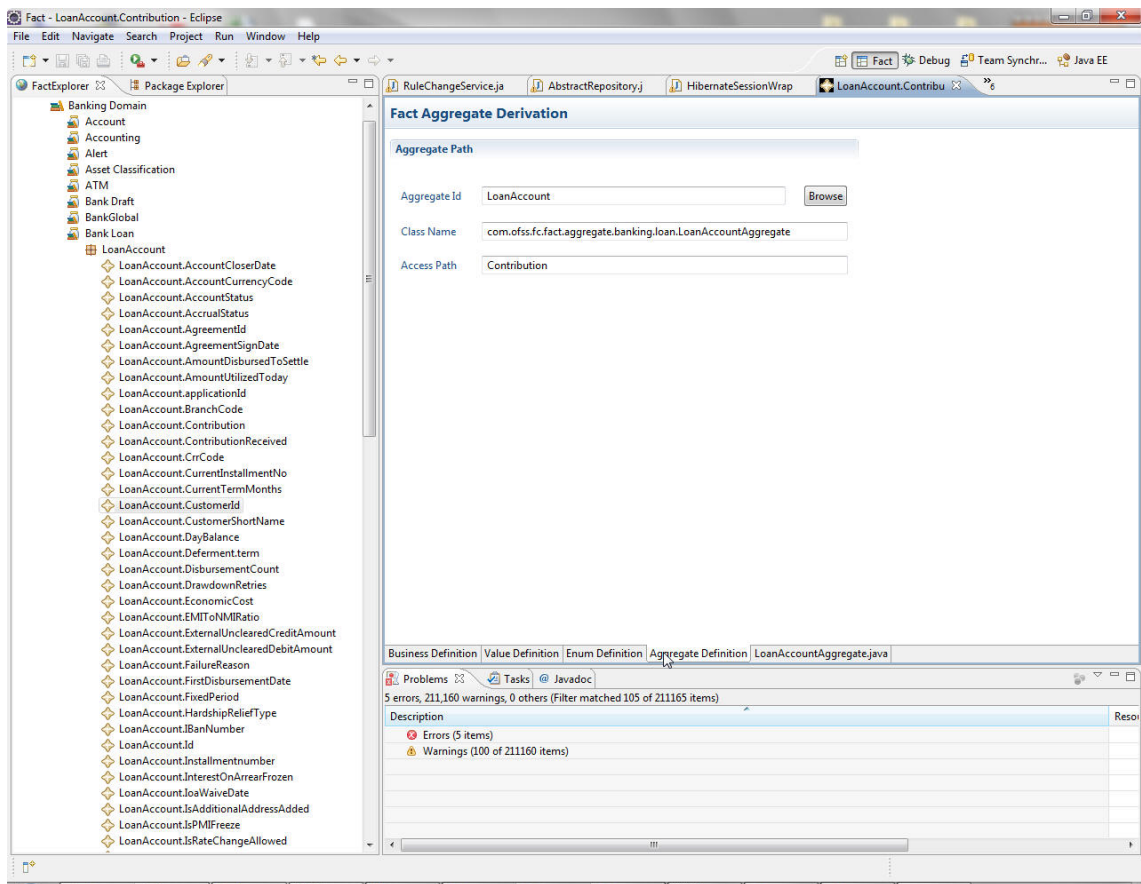 Fact - LoanAccount.Contribution - Eclipse
File Edit Navigate Search Project Run Window Help
Fact Debug Team Synchr... Java EE
FactExplorer Package Explorer
Banking Domain
Account
Accounting
Alert
Asset Classification
ATM
Bank Draft
BankGlobal
Bank Loan
LoanAccount
LoanAccount.AccountCloserDate
LoanAccount.AccountCurrencyCode
LoanAccount.AccountStatus
LoanAccount.AccrualStatus
LoanAccount.AgreementId
LoanAccount.AgreementSignDate
LoanAccount.AmountDisbursedToSettle
LoanAccount.AmountUtilizedToday
LoanAccount.applicationId
LoanAccount.BranchCode
LoanAccount.Contribution
LoanAccount.ContributionReceived
LoanAccount.CrrCode
LoanAccount.CurrentInstallmentNo
LoanAccount.CurrentTermMonths
LoanAccount.CustomerId
LoanAccount.CustomerShortName
LoanAccount.DayBalance
LoanAccount.Deferment.term
LoanAccount.DisbursementCount
LoanAccount.DrawdownRetries
LoanAccount.EconomicCost
LoanAccount.EMIToNMIRatio
LoanAccount.ExternalUnclearedCreditAmount
LoanAccount.ExternalUnclearedDebitAmount
LoanAccount.FailureReason
LoanAccount.FirstDisbursementDate
LoanAccount.FixedPeriod
LoanAccount.HardshipReliefType
LoanAccount.IBanNumber
LoanAccount.Id
LoanAccount.Installmentnumber
LoanAccount.InterestOnArrearFrozen
LoanAccount.IoaWaiveDate
LoanAccount.IsAdditionalAddressAdded
LoanAccount.IsPMIFreeze
LoanAccount.IsRateChangeAllowed
RuleChangeService.ja AbstractRepository.j HibernateSessionWrap LoanAccount.Contribu »6
Fact Aggregate Derivation
Aggregate Path
Aggregate Id LoanAccount Browse
Class Name com.ofss.fc.fact.aggregate.banking.loan.LoanAccountAggregate
Access Path Contribution
Business Definition Value Definition Enum Definition Aggregate Definition LoanAccountAggregate.java
Problems Tasks @ Javadoc
5 errors, 211,160 warnings, 0 others (Filter matched 105 of 211165 items)
Description Resou
Errors (5 items)
Warnings (100 of 211160 items)